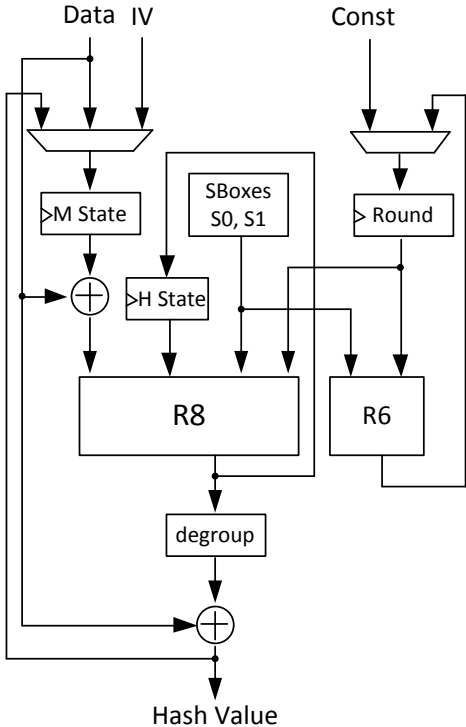 Data IV
Const
M State
SBoxes
S0, S1
Round
H State
R8
R6
degroup
Hash Value